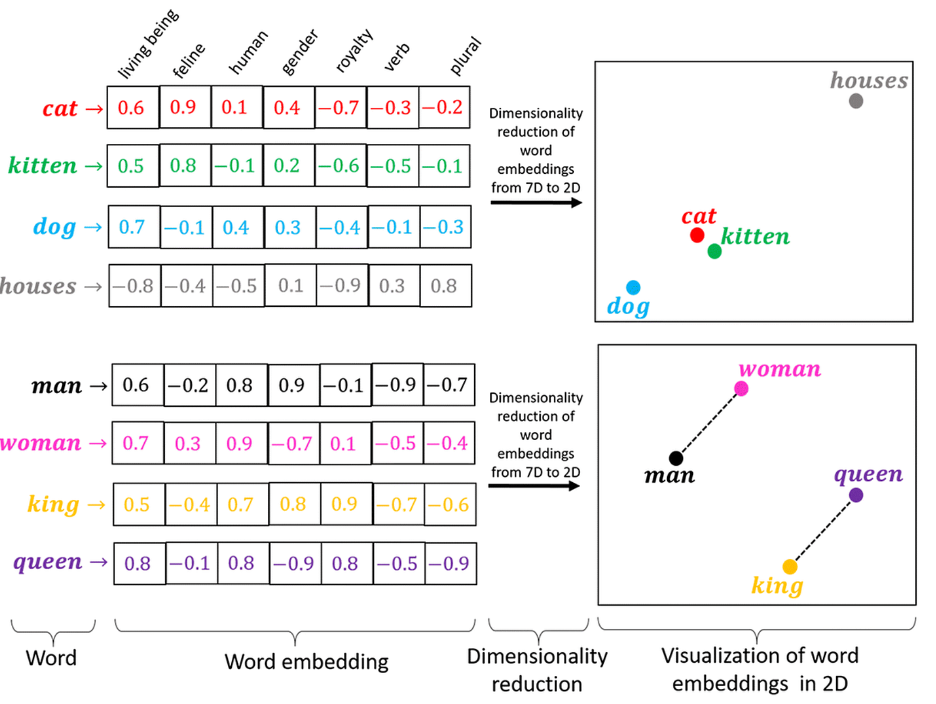 living being feline human gender royalty verb plural
cat → 0.6 0.9 0.1 0.4 −0.7 −0.3 −0.2
kitten → 0.5 0.8 −0.1 0.2 −0.6 −0.5 −0.1
dog → 0.7 −0.1 0.4 0.3 −0.4 −0.1 −0.3
houses → −0.8 −0.4 −0.5 0.1 −0.9 0.3 0.8
Dimensionality
reduction of
word
embeddings
from 7D to 2D
houses
cat
kitten
dog
man → 0.6 −0.2 0.8 0.9 −0.1 −0.9 −0.7
woman → 0.7 0.3 0.9 −0.7 0.1 −0.5 −0.4
king → 0.5 −0.4 0.7 0.8 0.9 −0.7 −0.6
queen → 0.8 −0.1 0.8 −0.9 0.8 −0.5 −0.9
Dimensionality
reduction of
word
embeddings
from 7D to 2D
woman
man
queen
king
Word
Word embedding
Dimensionality
reduction
Visualization of word
embeddings in 2D